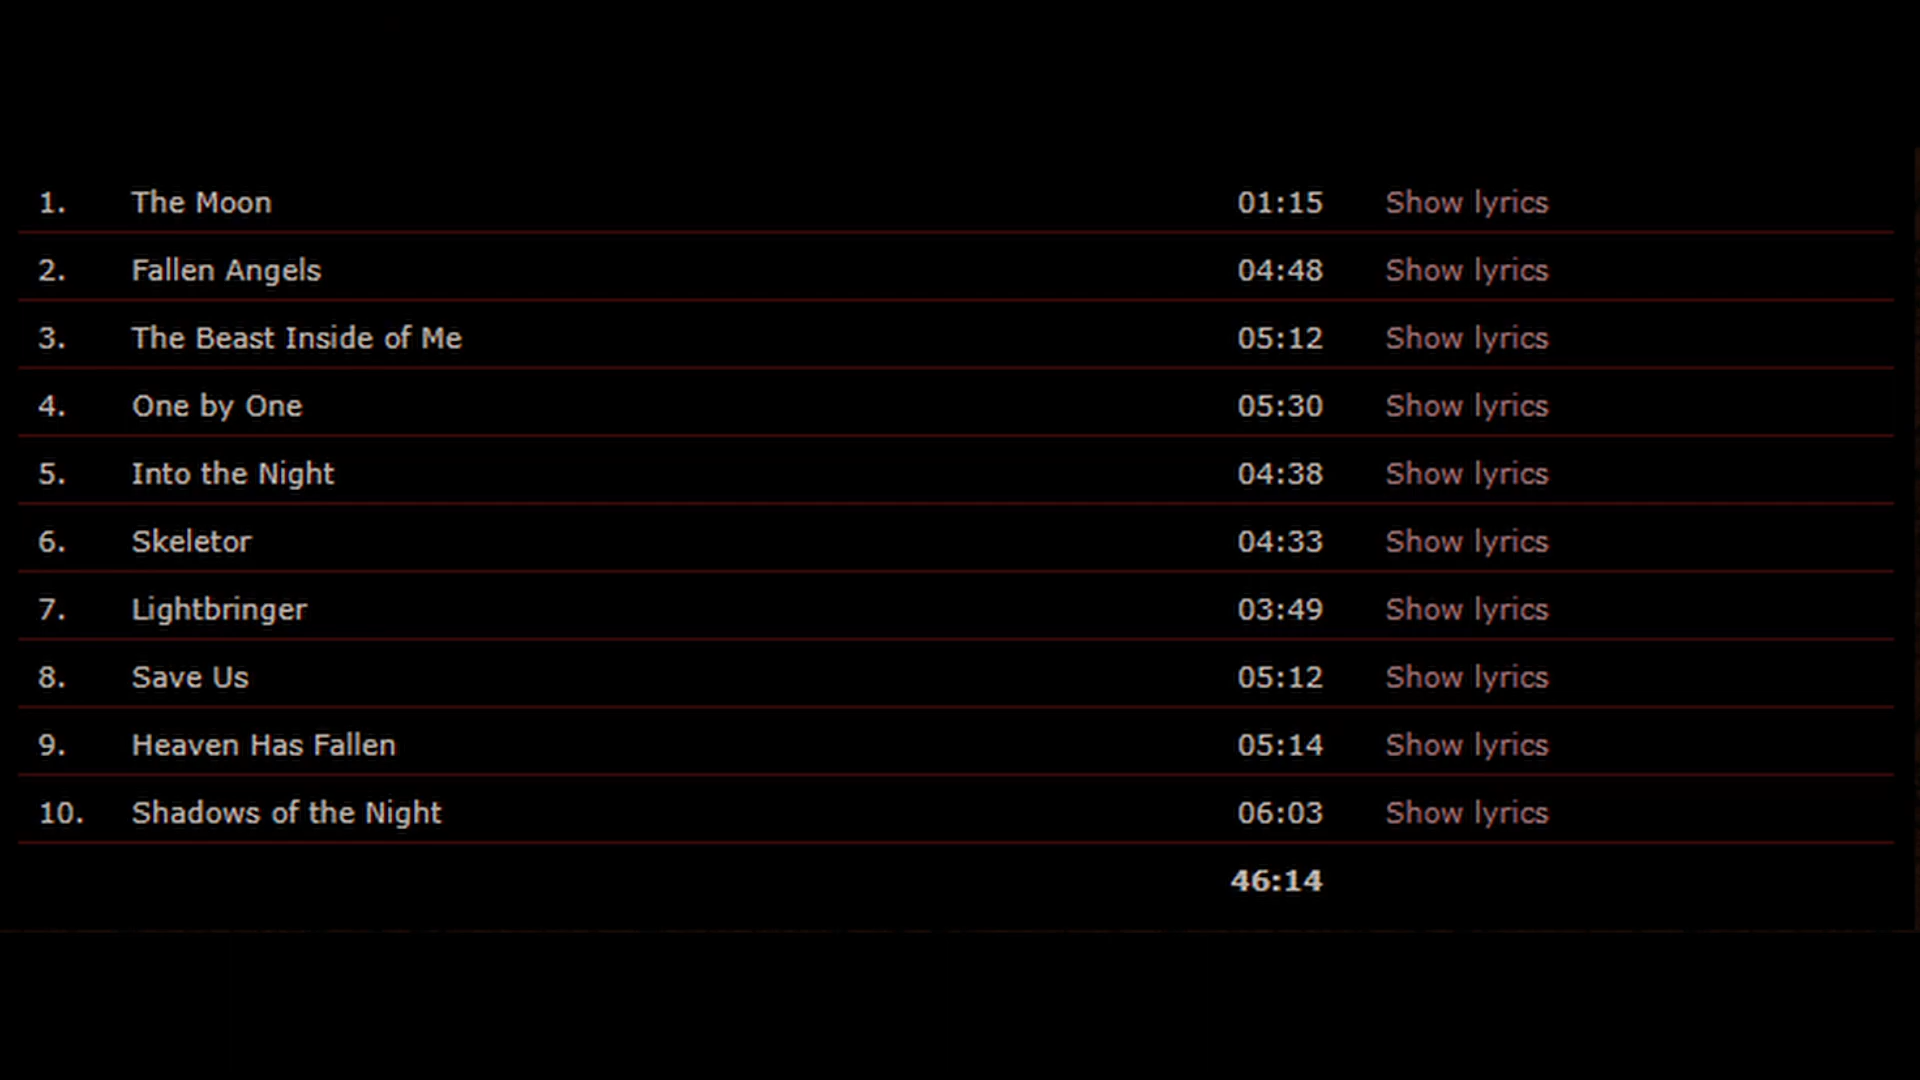 1. The Moon 01:15 Show lyrics
2. Fallen Angels 04:48 Show lyrics
3. The Beast Inside of Me 05:12 Show lyrics
4. One by One 05:30 Show lyrics
5. Into the Night 04:38 Show lyrics
6. Skeletor 04:33 Show lyrics
7. Lightbringer 03:49 Show lyrics
8. Save Us 05:12 Show lyrics
9. Heaven Has Fallen 05:14 Show lyrics
10. Shadows of the Night 06:03 Show lyrics
46:14